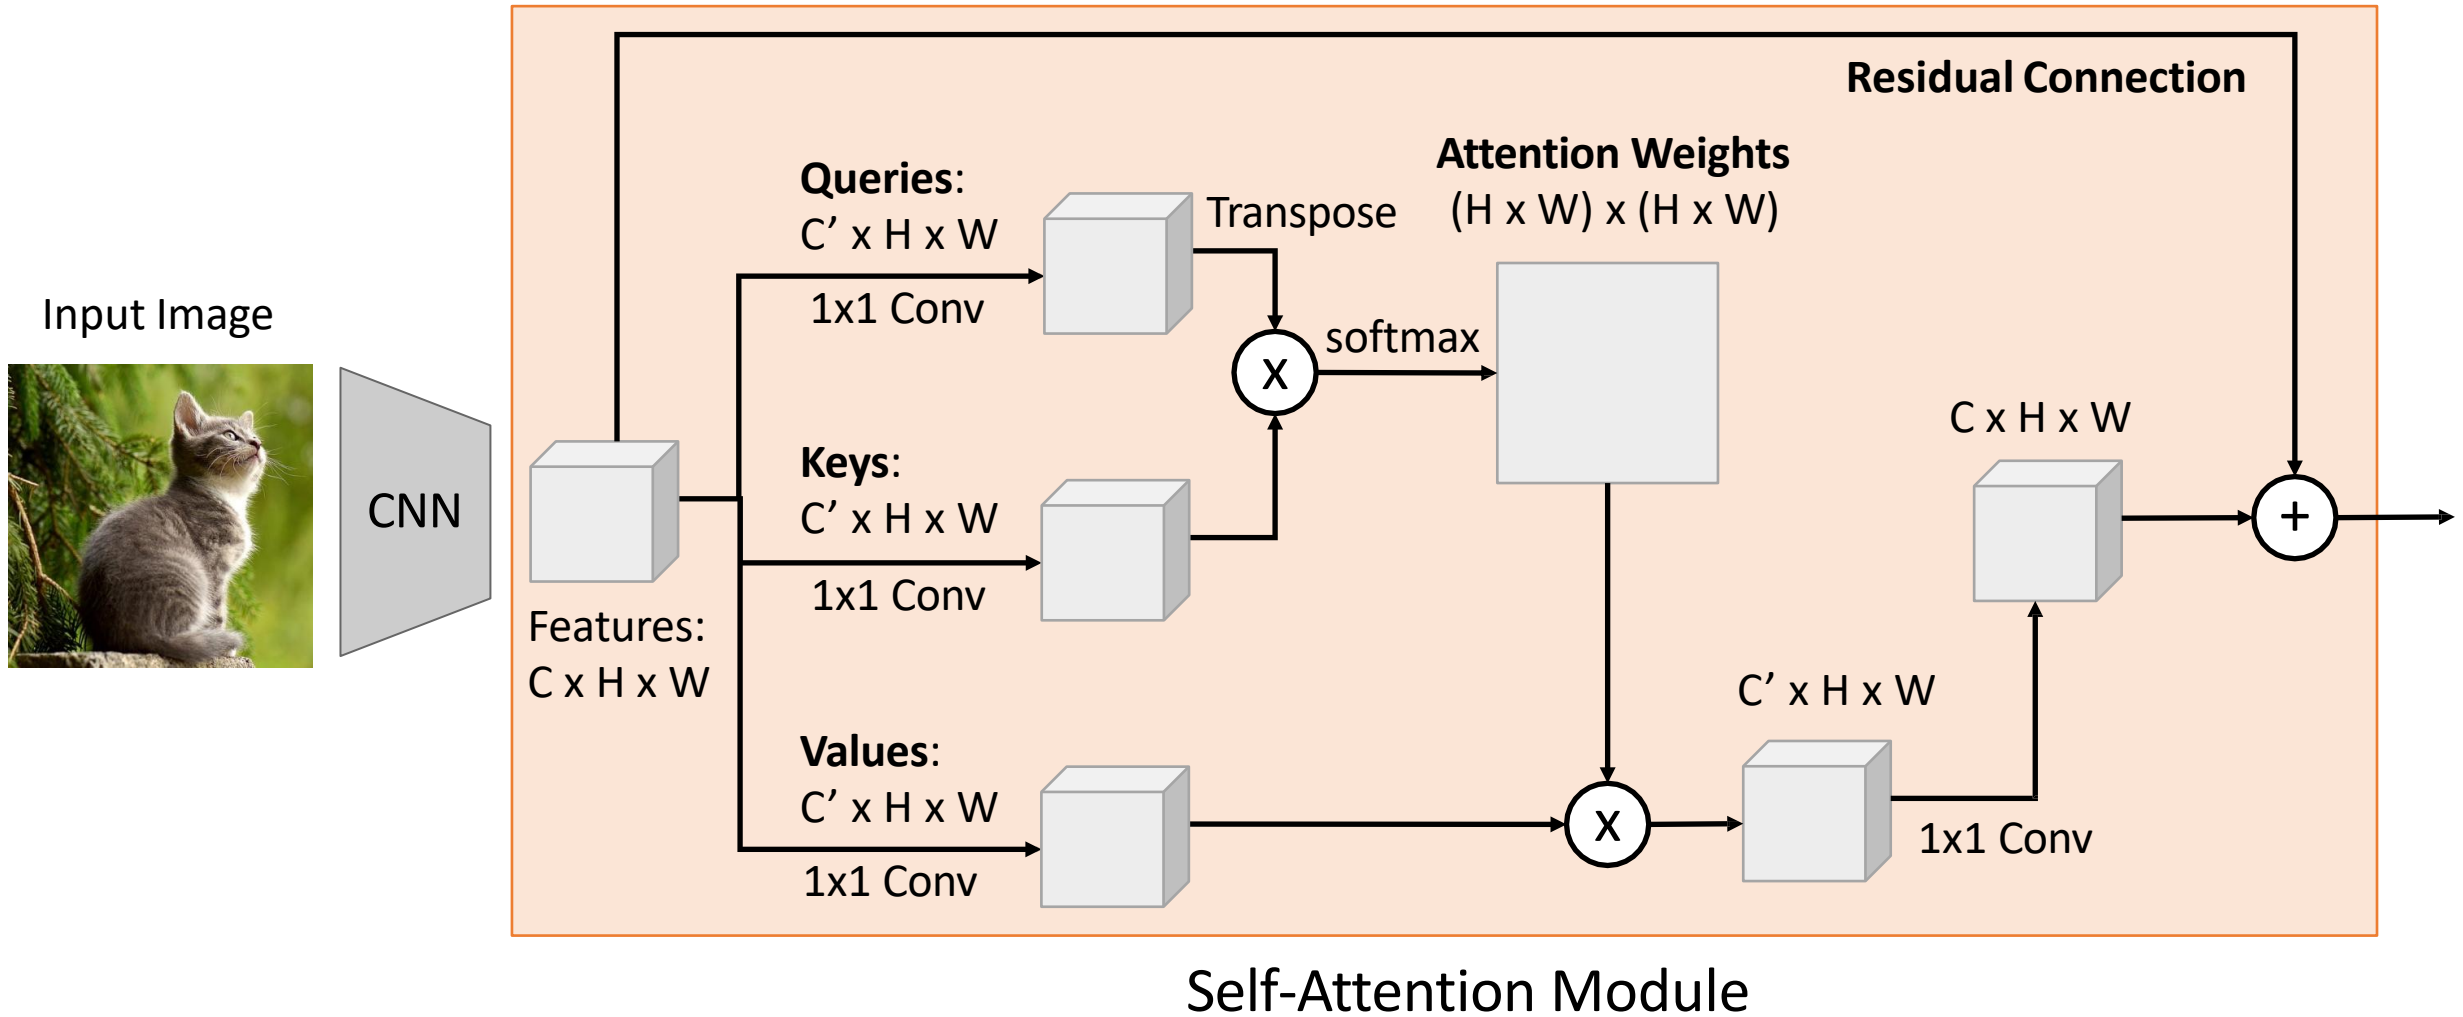 Input Image
CNN
Features:
C x H x W
Queries:
C’ x H x W
1x1 Conv
Keys:
C’ x H x W
1x1 Conv
Values:
C’ x H x W
1x1 Conv
Transpose
X
softmax
Attention Weights
(H x W) x (H x W)
Residual Connection
X
C’ x H x W
1x1 Conv
C x H x W
+
Self-Attention Module